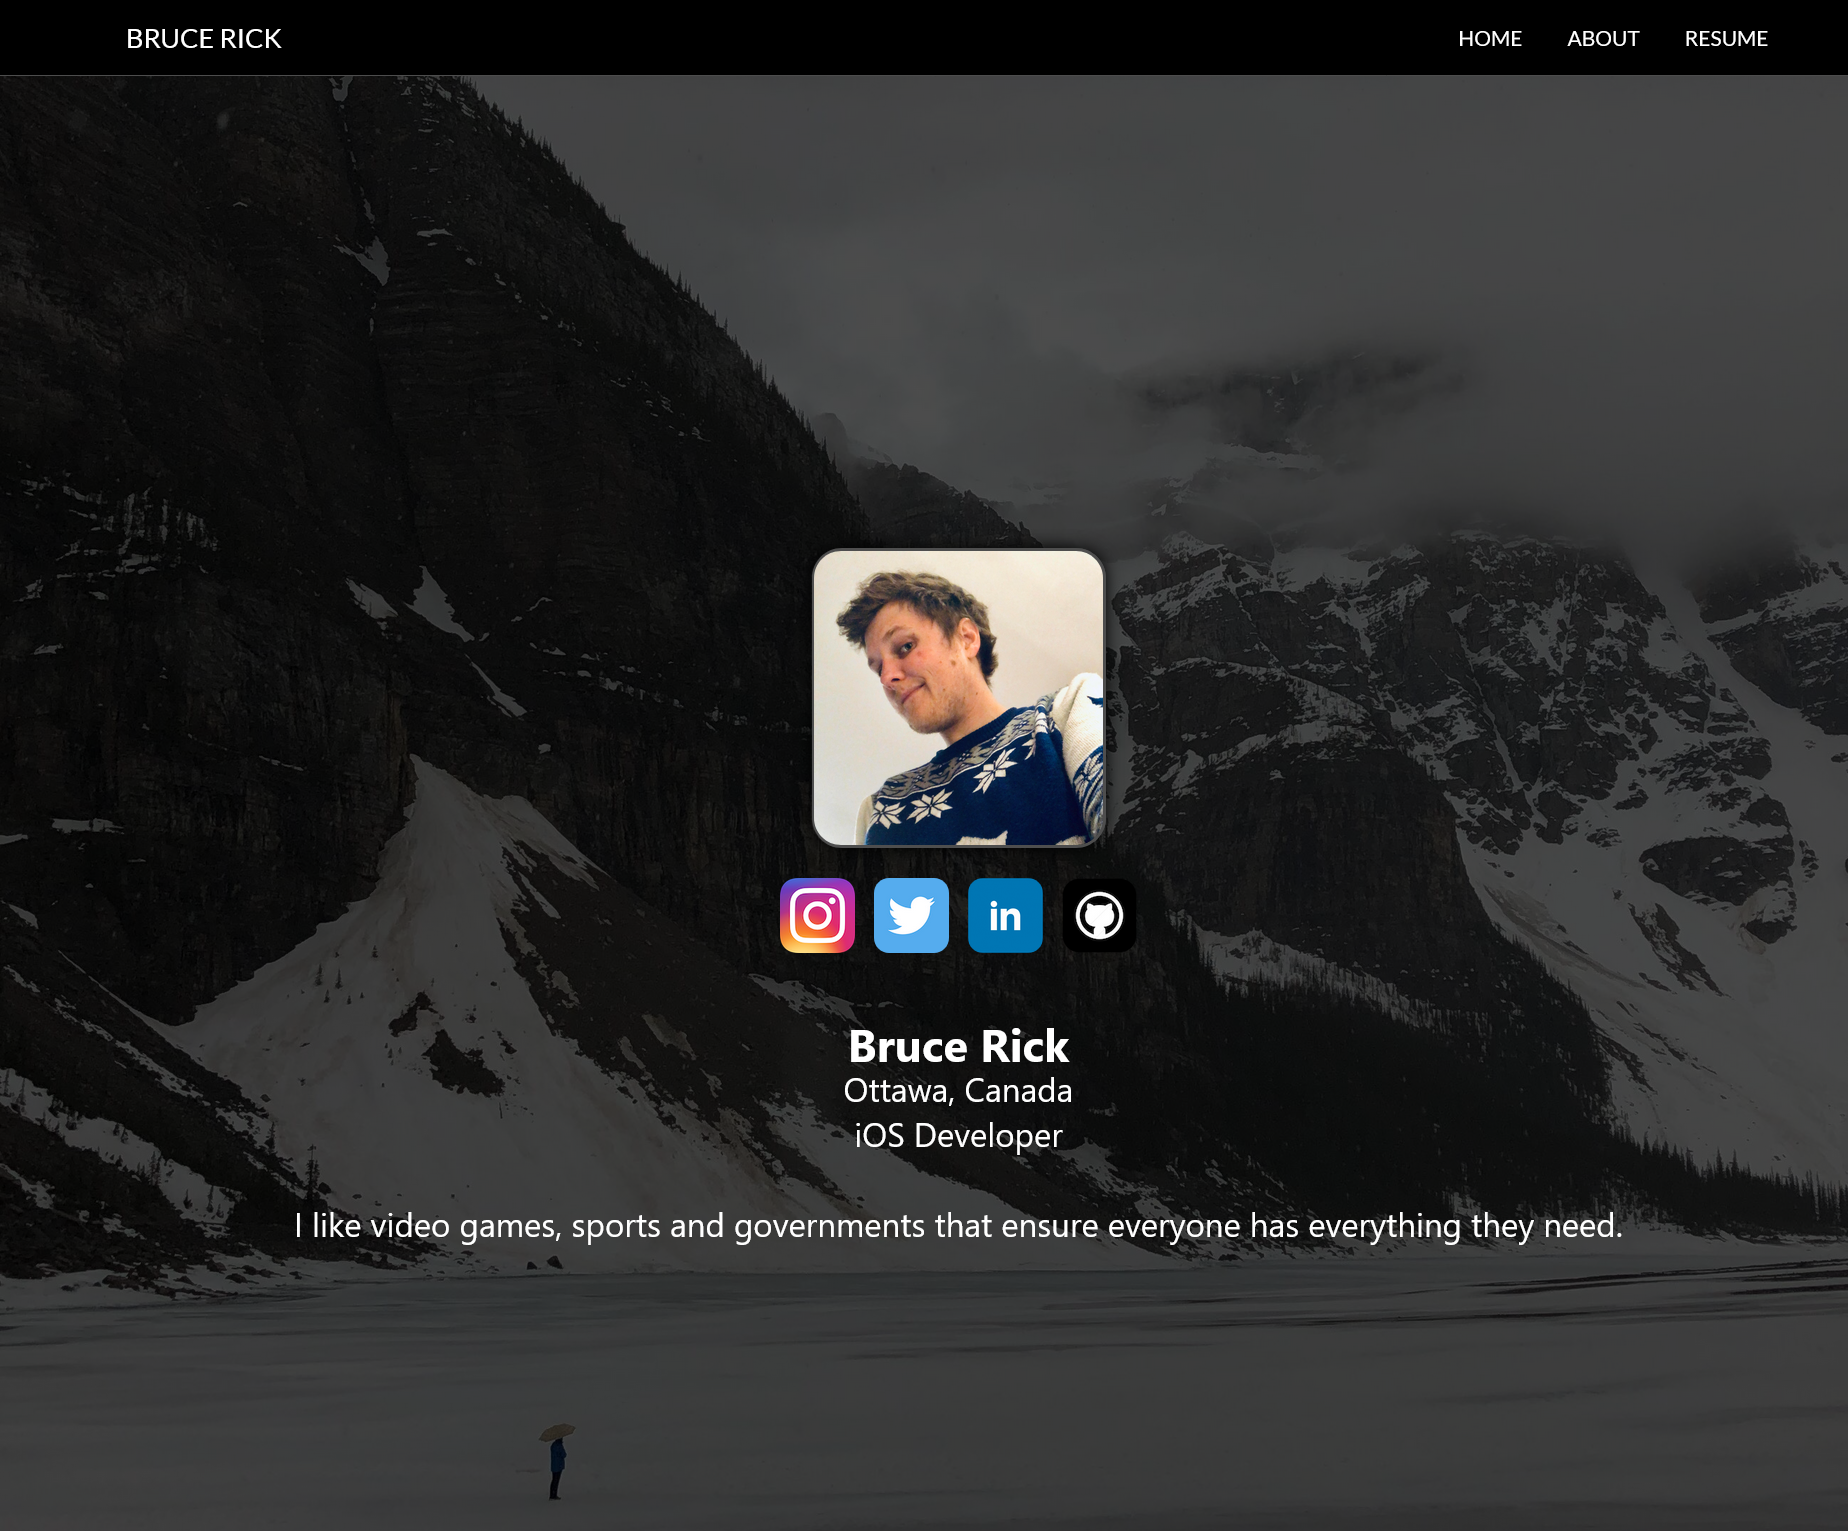 BRUCE RICK
HOME ABOUT RESUME
in
Bruce Rick
Ottawa, Canada
iOS Developer
I like video games, sports and governments that ensure everyone has everything they need.